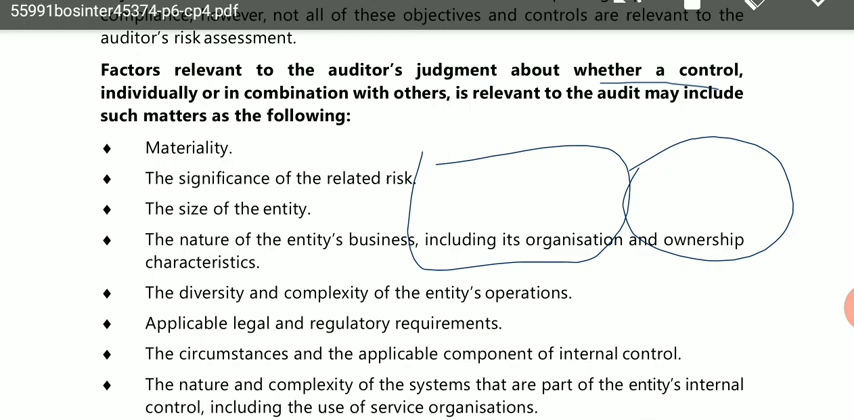 55991bosinter45374-p6-cp4.pdf
compliance; however, not all of these objectives and controls are relevant to the
auditor's risk assessment.
Factors relevant to the auditor's judgment about whether a control,
individually or in combination with others, is relevant to the audit may include
such matters as the following:
♦ Materiality.
♦ The significance of the related risk.
♦ The size of the entity.
♦ The nature of the entity's business, including its organisation and ownership
characteristics.
♦ The diversity and complexity of the entity's operations.
♦ Applicable legal and regulatory requirements.
♦ The circumstances and the applicable component of internal control.
♦ The nature and complexity of the systems that are part of the entity's internal
control, including the use of service organisations.